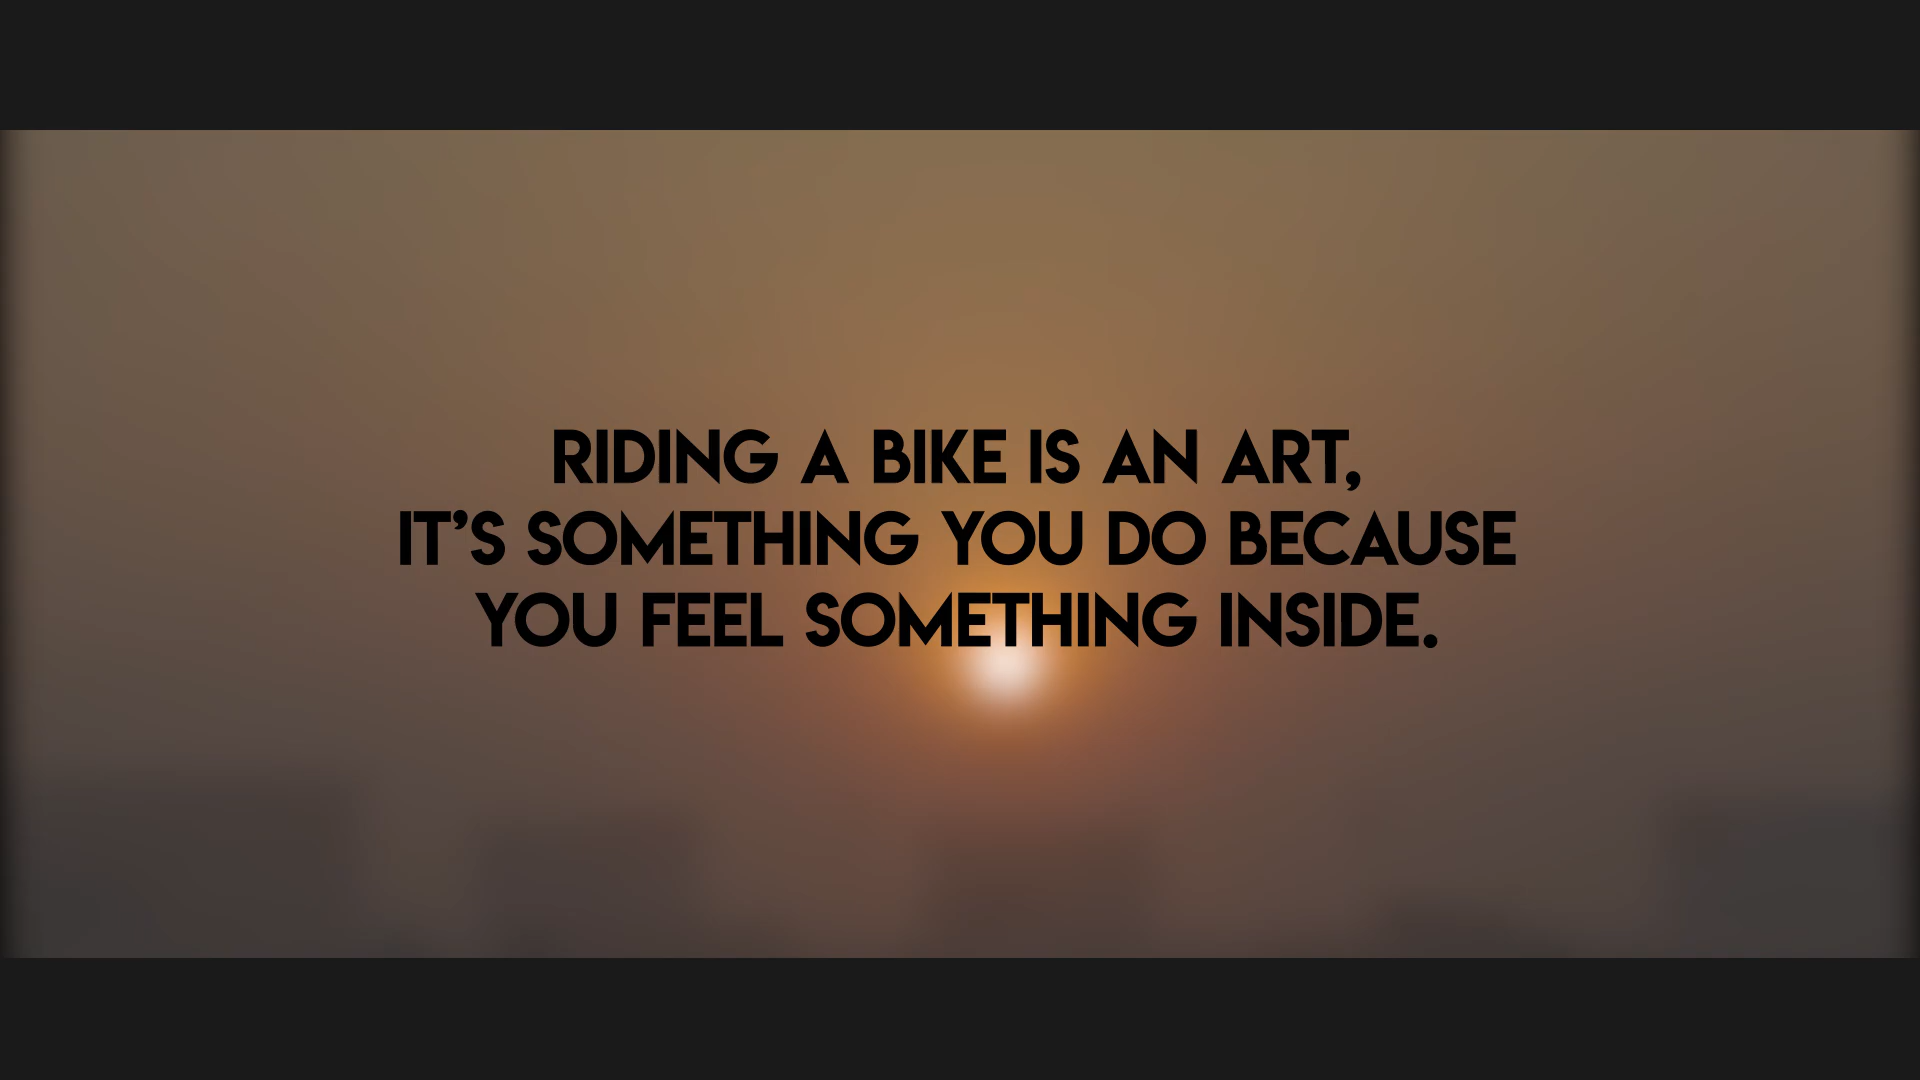 RIDING A BIKE IS AN ART,
IT’S SOMETHING YOU DO BECAUSE
YOU FEEL SOMETHING INSIDE.